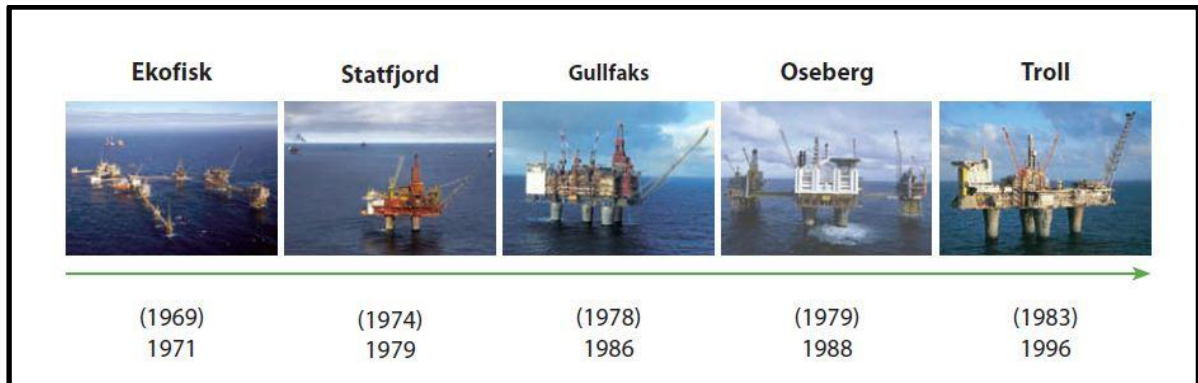 Ekofisk Statfjord Gullfaks Oseberg Troll
(1969) (1974) (1978) (1979) (1983)
1971 1979 1986 1988 1996